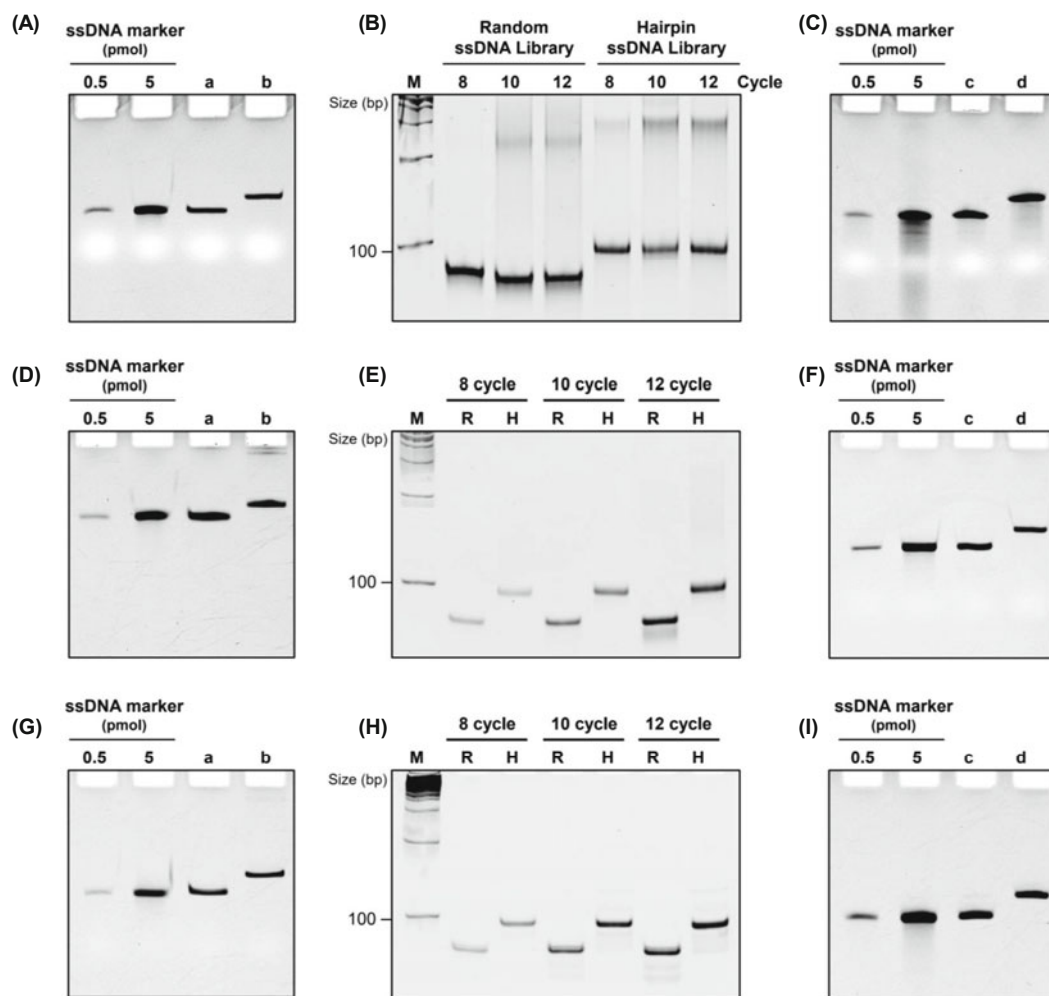 (A)
ssDNA marker
(pmol)
0.5 5 a b
(B)
Random
ssDNA Library
Hairpin
ssDNA Library
M 8 10 12 8 10 12 Cycle
Size (bp)
100
(C)
ssDNA marker
(pmol)
0.5 5 c d
(D)
ssDNA marker
(pmol)
0.5 5 a b
(E)
8 cycle 10 cycle 12 cycle
M R H R H R H
Size (bp)
100
(F)
ssDNA marker
(pmol)
0.5 5 c d
(G)
ssDNA marker
(pmol)
0.5 5 a b
(H)
8 cycle 10 cycle 12 cycle
M R H R H R H
Size (bp)
100
(I)
ssDNA marker
(pmol)
0.5 5 c d